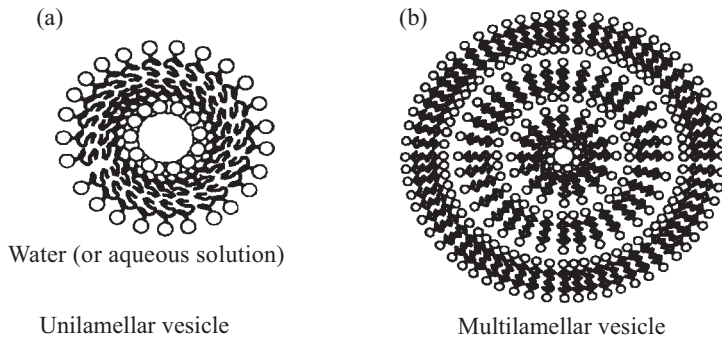 (a)
(b)
Water (or aqueous solution)
Unilamellar vesicle
Multilamellar vesicle